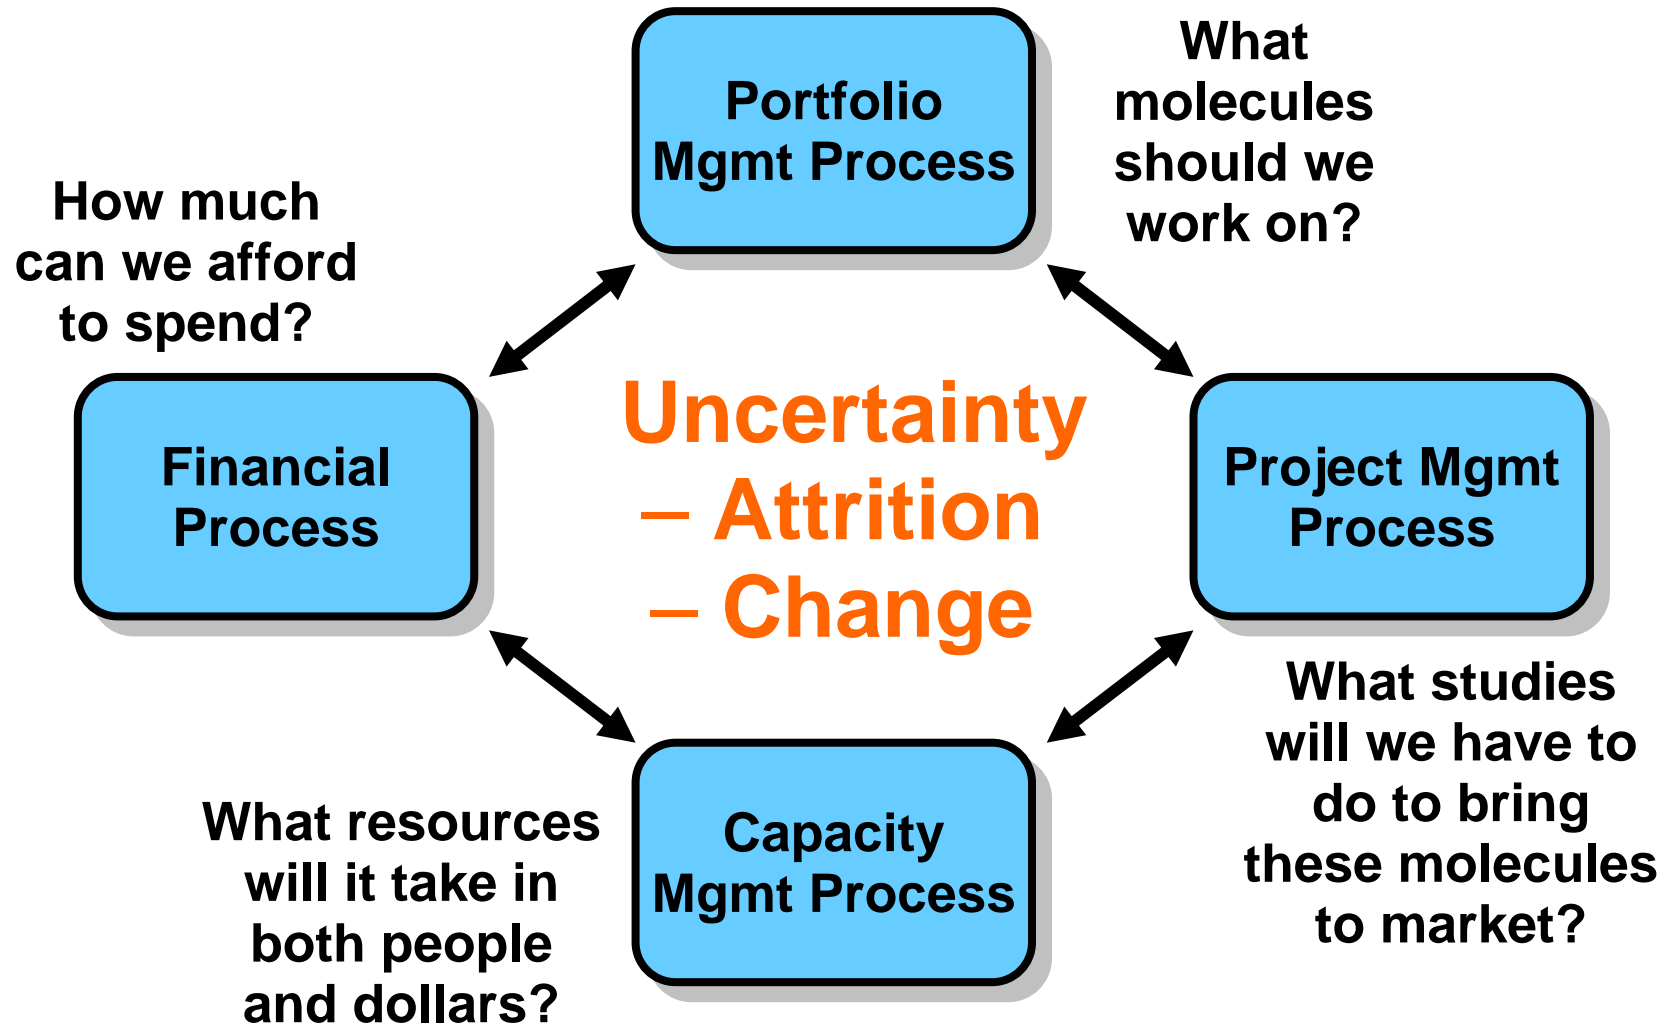 Portfolio
Mgmt Process
What
molecules
should we
work on?
How much
can we afford
to spend?
Financial
Process
Uncertainty
– Attrition
– Change
Project Mgmt
Process
What studies
will we have to
do to bring
these molecules
to market?
What resources
will it take in
both people
and dollars?
Capacity
Mgmt Process